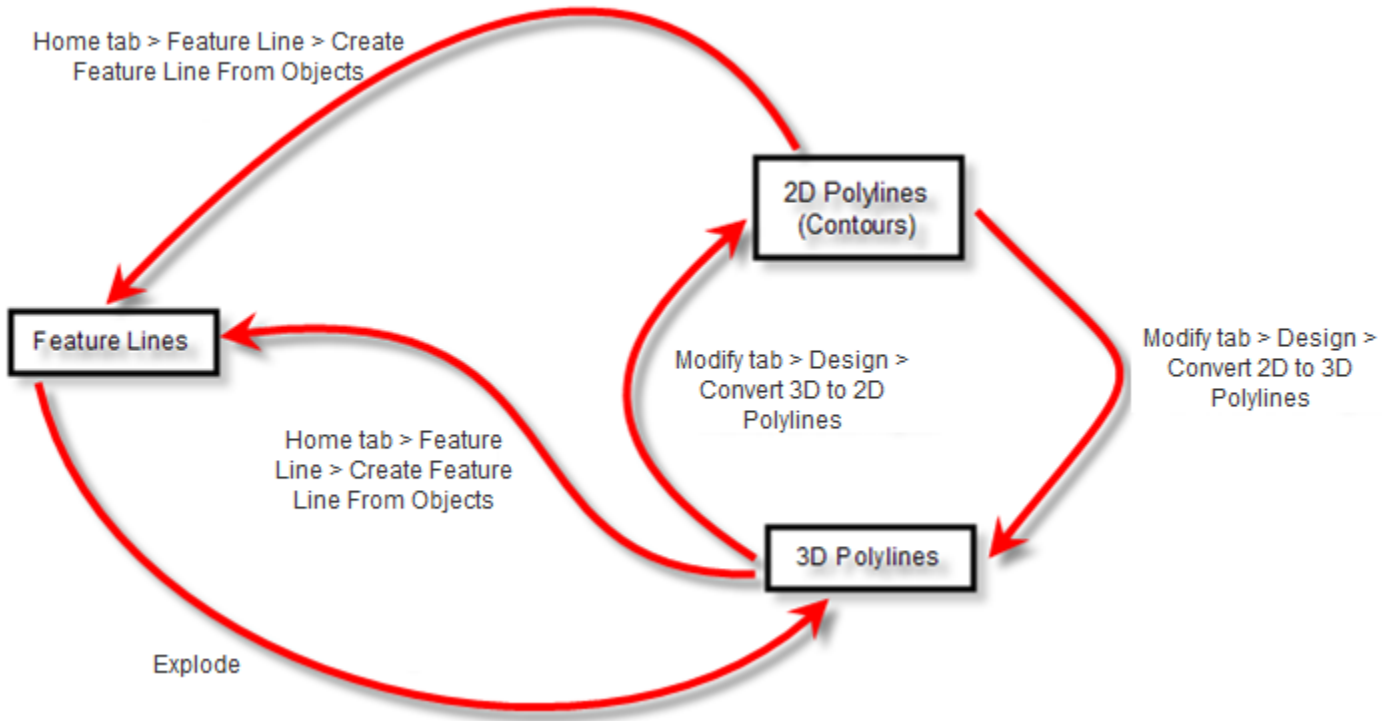 Home tab > Feature Line > Create
Feature Line From Objects
2D Polylines
(Contours)
Feature Lines
Modify tab > Design >
Convert 3D to 2D
Polylines
Modify tab > Design >
Convert 2D to 3D
Polylines
Home tab > Feature
Line > Create Feature
Line From Objects
3D Polylines
Explode